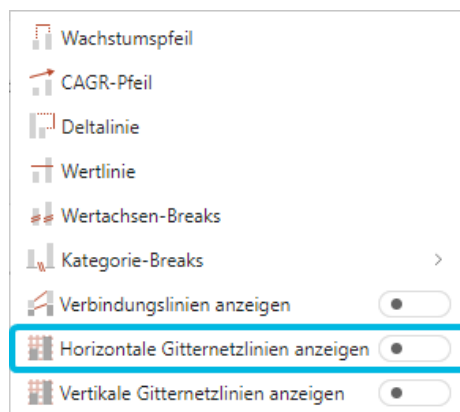 Wachstumspfeil
CAGR-Pfeil
Deltalinie
Wertlinie
Wertachsen-Breaks
Kategorie-Breaks
Verbindungslinien anzeigen
Horizontale Gitternetzlinien anzeigen
Vertikale Gitternetzlinien anzeigen